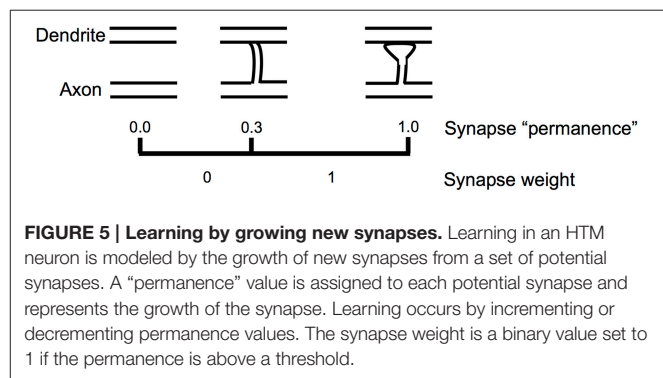 Dendrite
Axon
0.0 0.3 1.0 Synapse “permanence”
0 1 Synapse weight
FIGURE 5 | Learning by growing new synapses. Learning in an HTM
neuron is modeled by the growth of new synapses from a set of potential
synapses. A “permanence” value is assigned to each potential synapse and
represents the growth of the synapse. Learning occurs by incrementing or
decrementing permanence values. The synapse weight is a binary value set to
1 if the permanence is above a threshold.